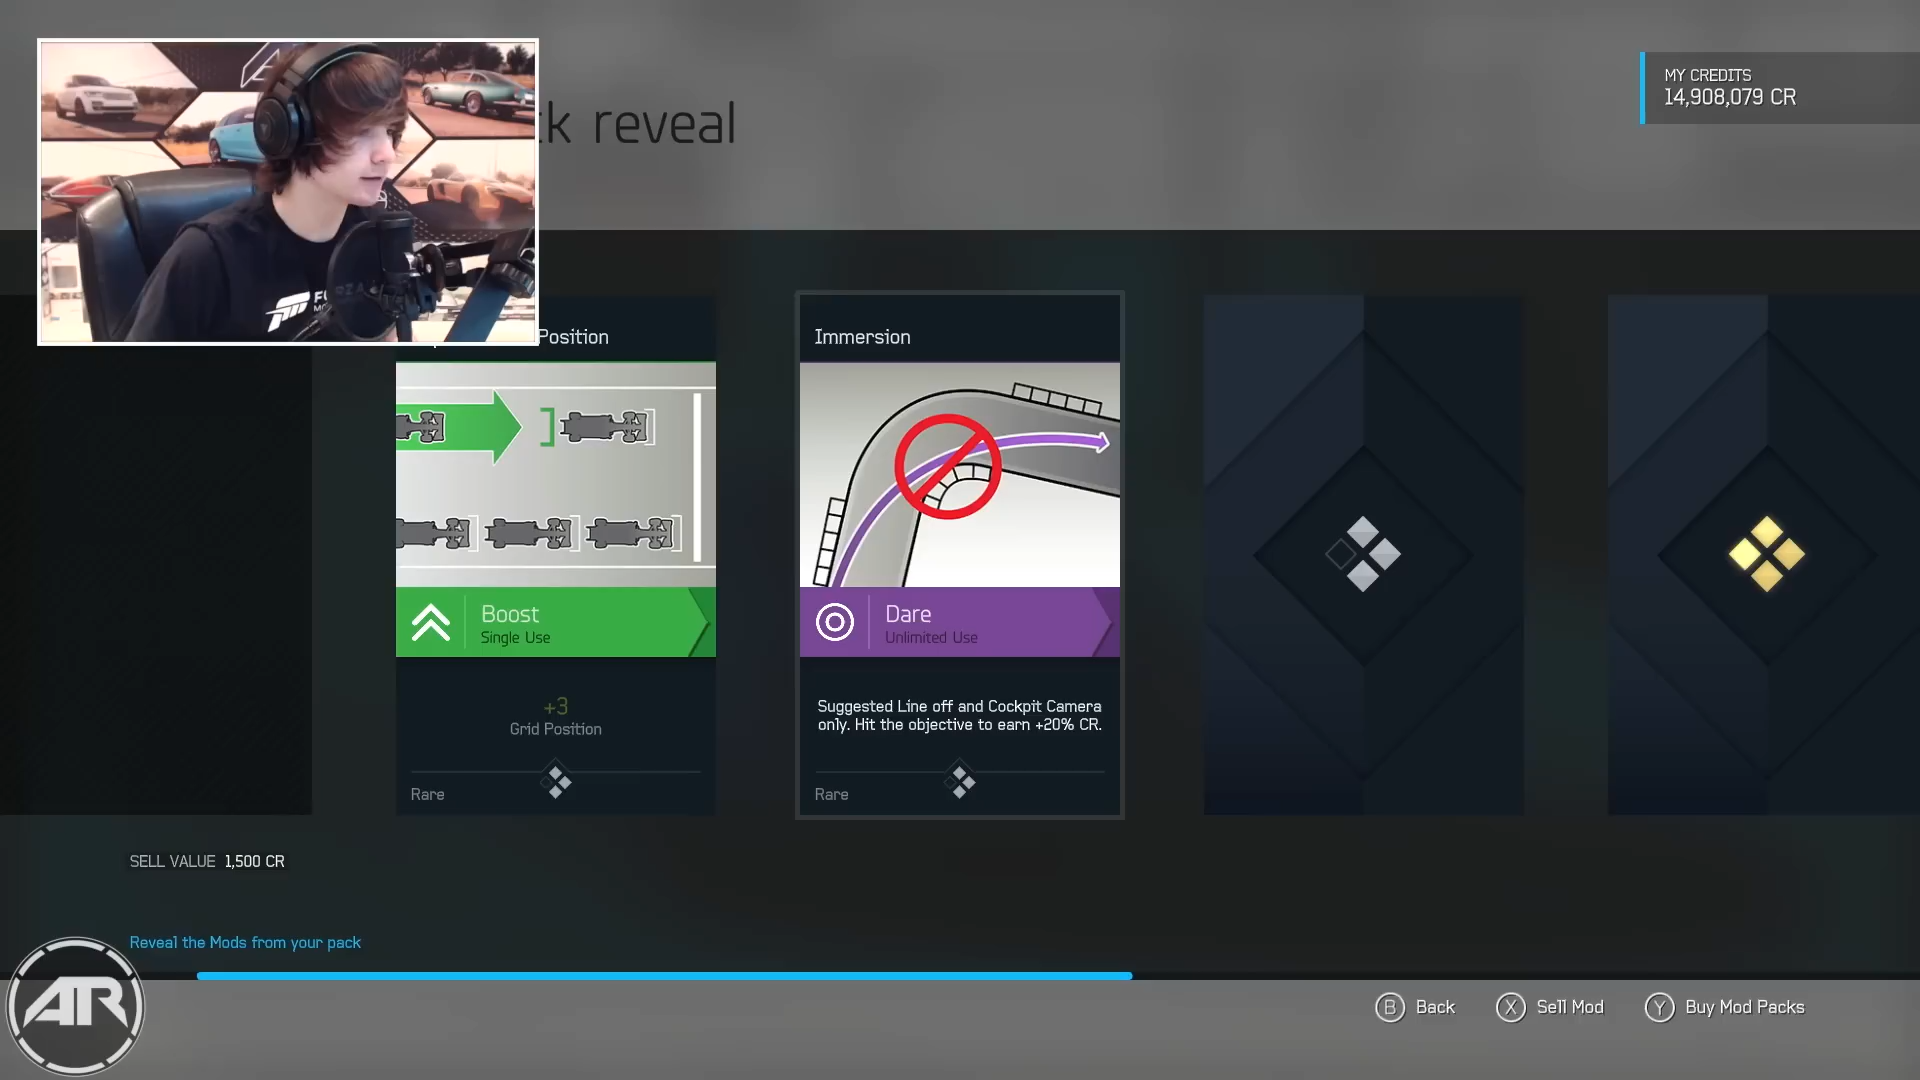 reveal
MY CREDITS
14,908,079 CR
Position
Immersion
Boost
Single Use
Dare
Unlimited Use
+3
Grid Position
Suggested Line off and Cockpit Camera
only. Hit the objective to earn +20% CR.
Rare
Rare
SELL VALUE 1,500 CR
Reveal the Mods from your pack
AR
B Back
X Sell Mod
Y Buy Mod Packs